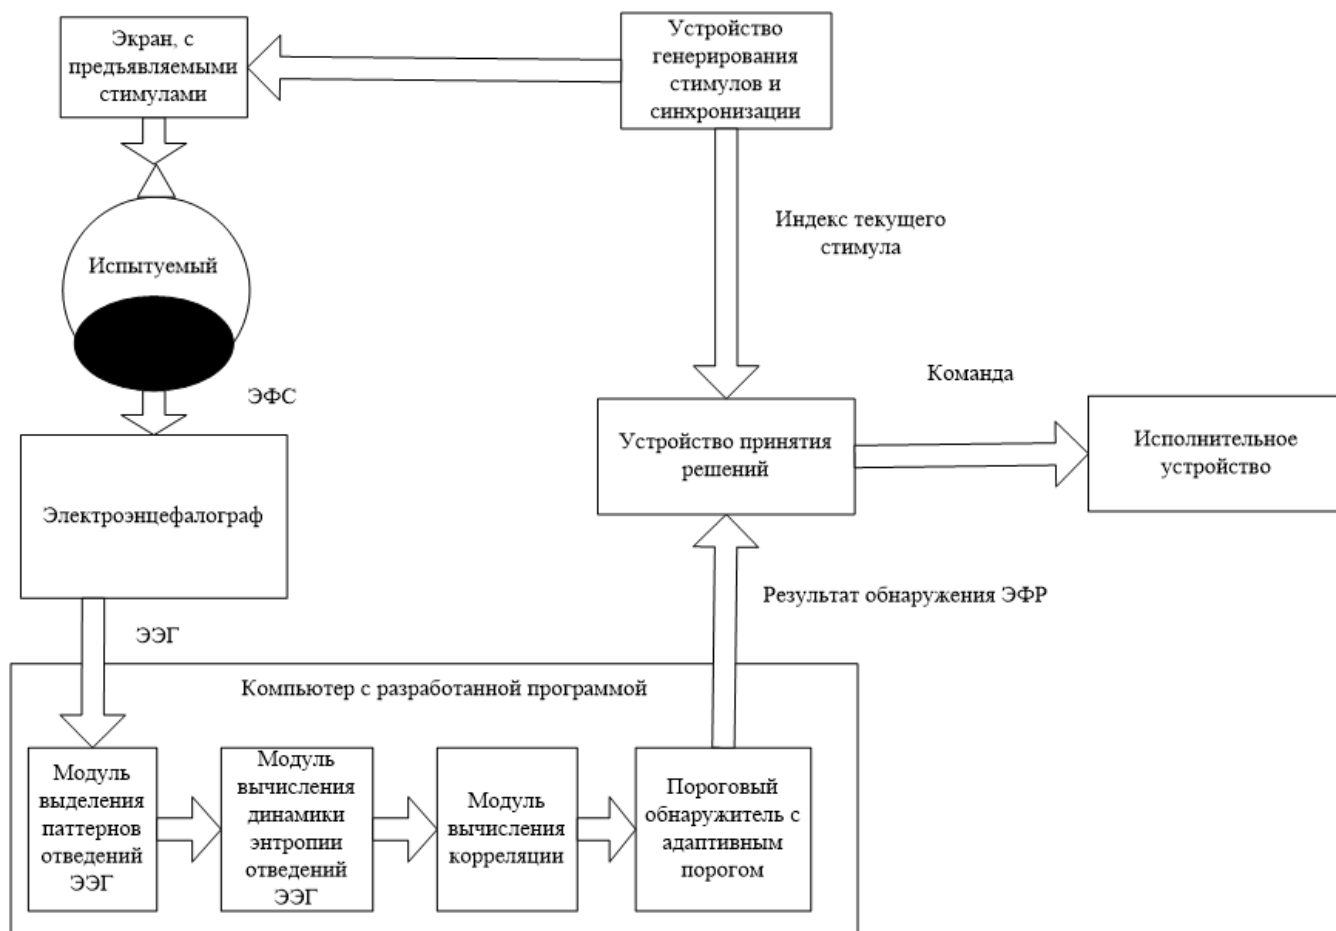 Экран, с
предъявляемыми
стимулами
Устройство
генерирования
стимулов и
синхронизации
Индекс текущего
стимула
Испытуемый
ЭФС
Команда
Устройство принятия
решений
Исполнительное
устройство
Электроэнцефалограф
Результат обнаружения ЭФР
ЭЭГ
Компьютер с разработанной программой
Модуль
выделения
паттернов
отведений
ЭЭГ
Модуль
вычисления
динамики
энтропии
отведений
ЭЭГ
Модуль
вычисления
корреляции
Пороговый
обнаружитель с
адаптивным
порогом